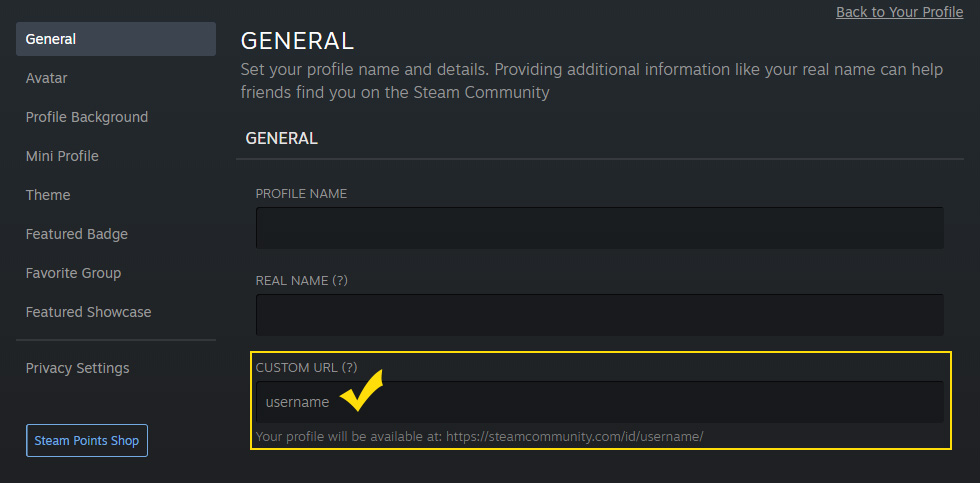 Back to Your Profile
General
Avatar
Profile Background
Mini Profile
Theme
Featured Badge
Favorite Group
Featured Showcase
Privacy Settings
Steam Points Shop
GENERAL
Set your profile name and details. Providing additional information like your real name can help
friends find you on the Steam Community
GENERAL
PROFILE NAME
REAL NAME (?)
CUSTOM URL (?)
username
Your profile will be available at: https://steamcommunity.com/id/username/